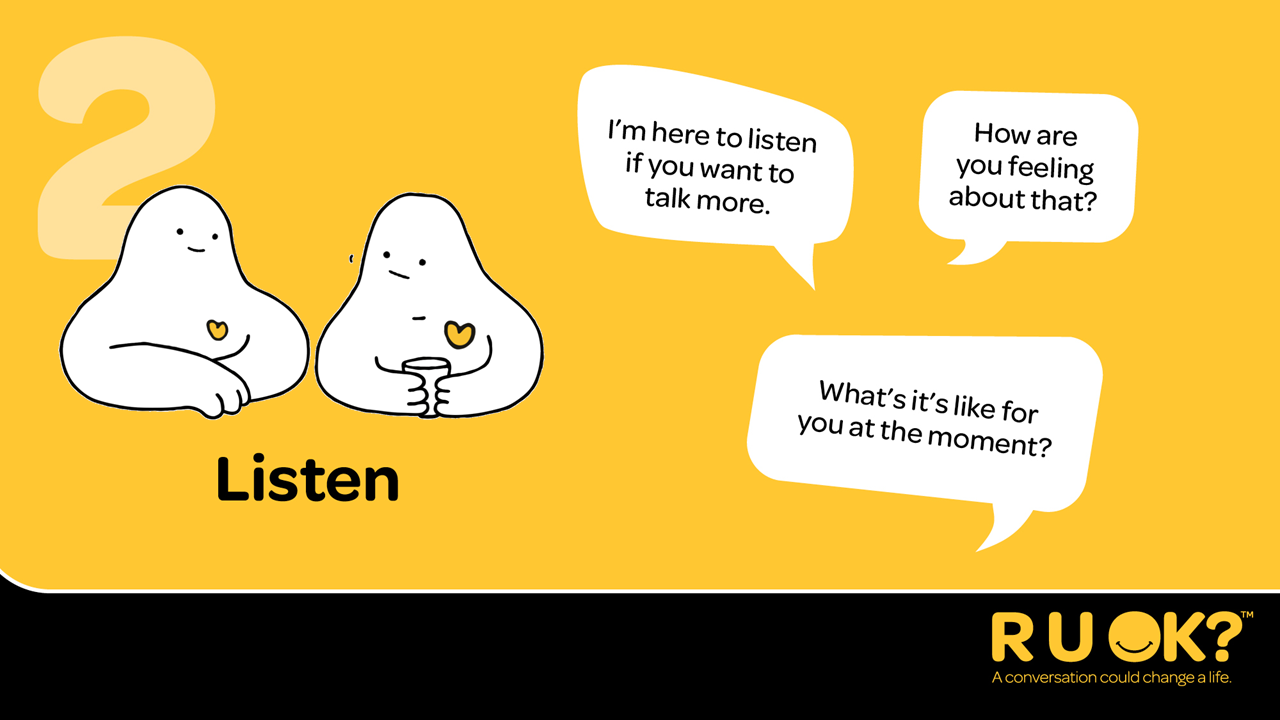 2
Listen
I'm here to listen
if you want to
talk more.
How are
you feeling
about that?
What's it's like for
you at the moment?
R U OK?™
A conversation could change a life.